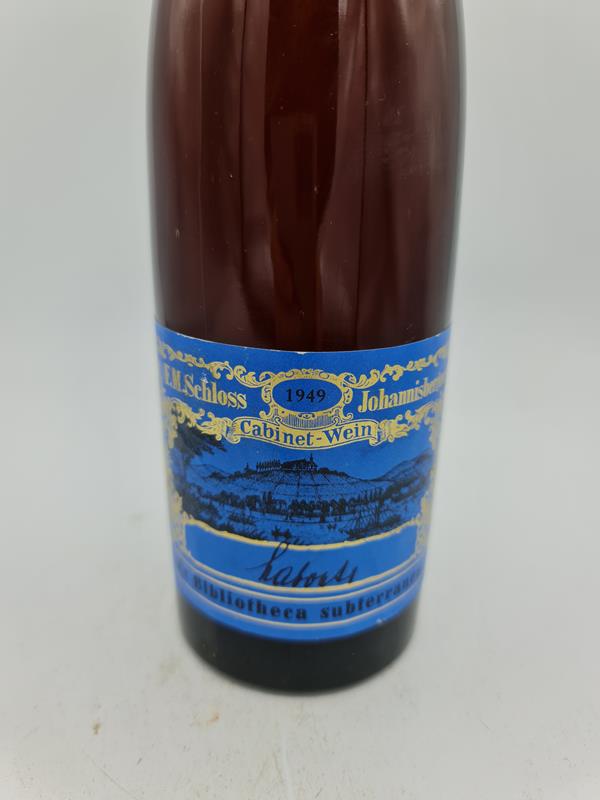 F.M. Schloss
1949
Johannisberger
Cabinet-Wein
Bibliotheca subterranea